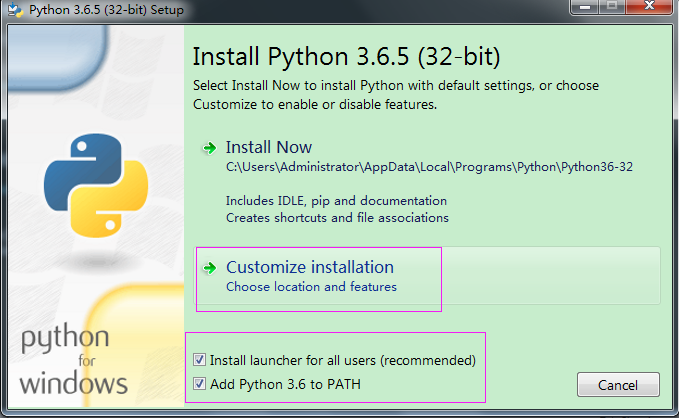 Python 3.6.5 (32-bit) Setup
Install Python 3.6.5 (32-bit)
Select Install Now to install Python with default settings, or choose
Customize to enable or disable features.
Install Now
C:\Users\Administrator\AppData\Local\Programs\Python\Python36-32
Includes IDLE, pip and documentation
Creates shortcuts and file associations
Customize installation
Choose location and features
python
for
windows
Install launcher for all users (recommended)
Add Python 3.6 to PATH
Cancel